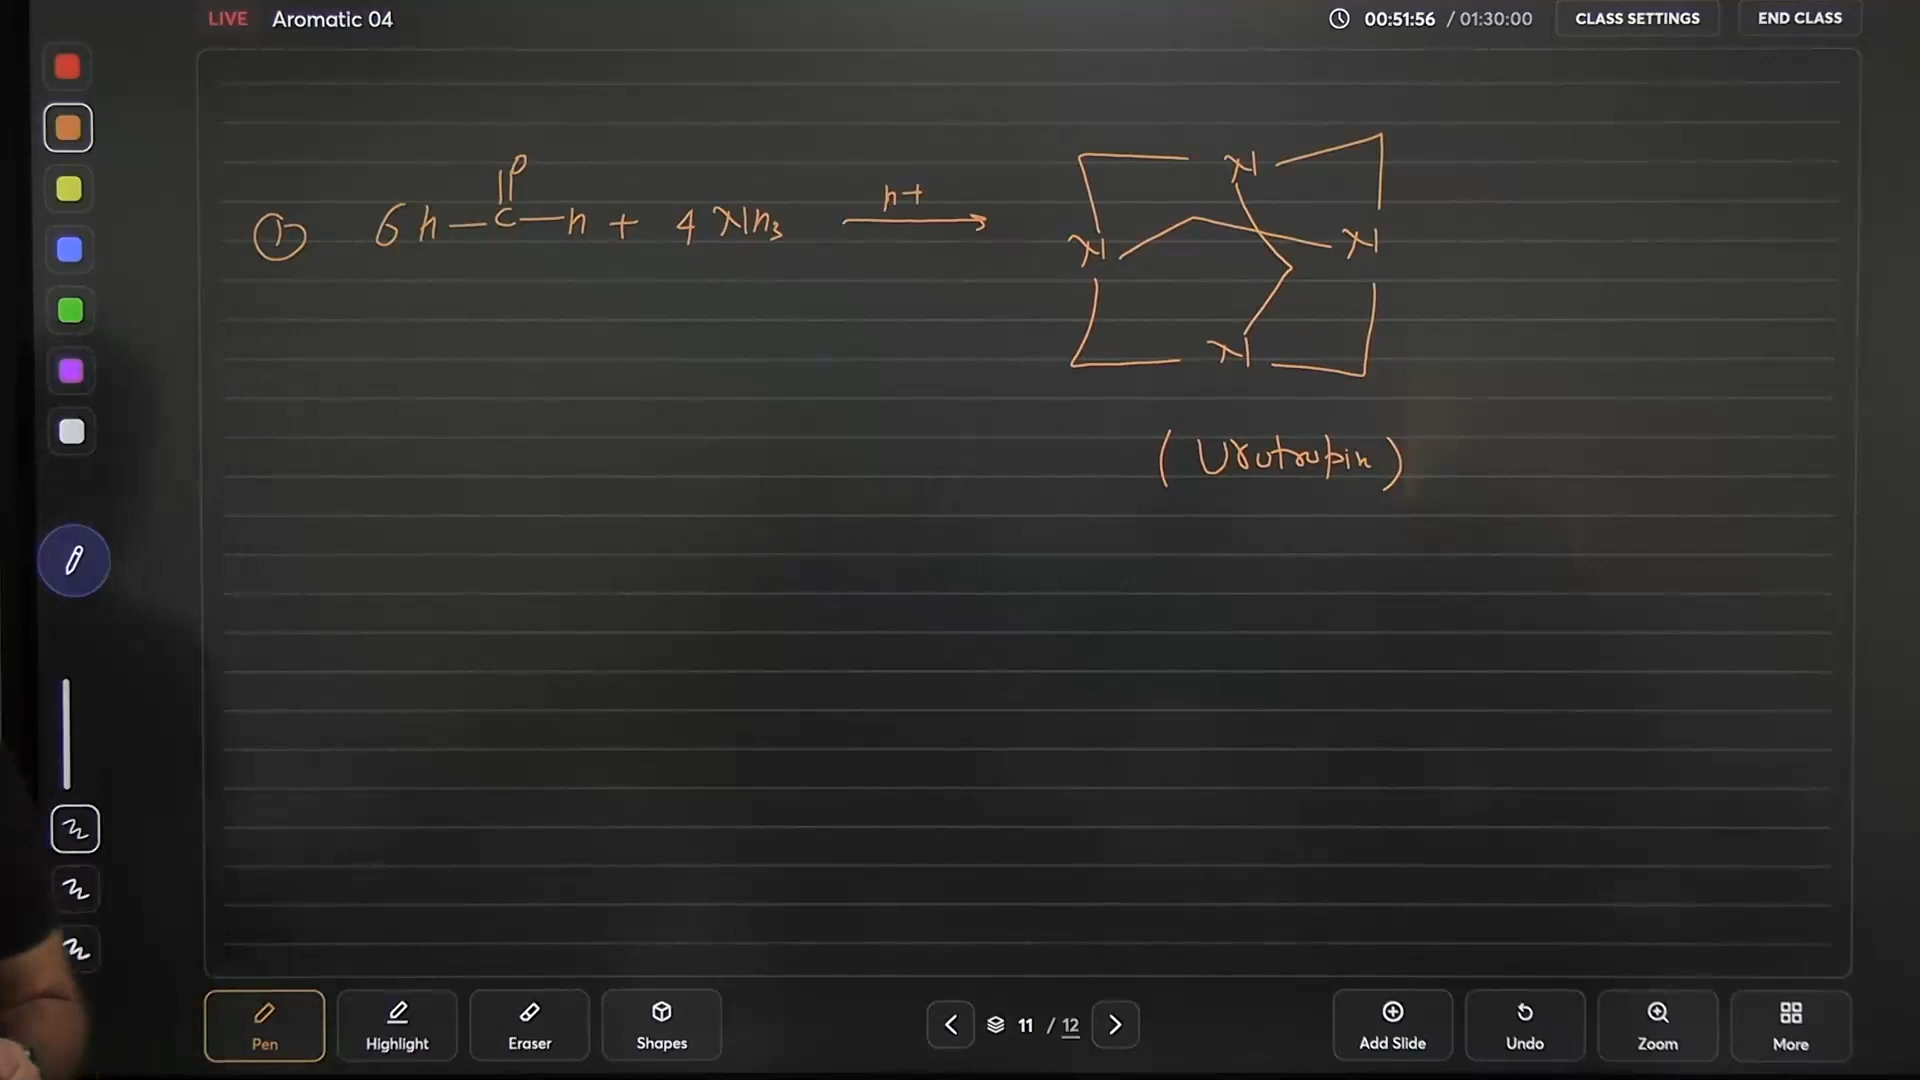 LIVE Aromatic 04 00:51:56 / 01:30:00 CLASS SETTINGS END CLASS
O
① 6 H—C—H + 4 NH3 H+
N
N N
N
(Urotropin)
Pen Highlight Eraser Shapes 11 / 12 Add Slide Undo Zoom More